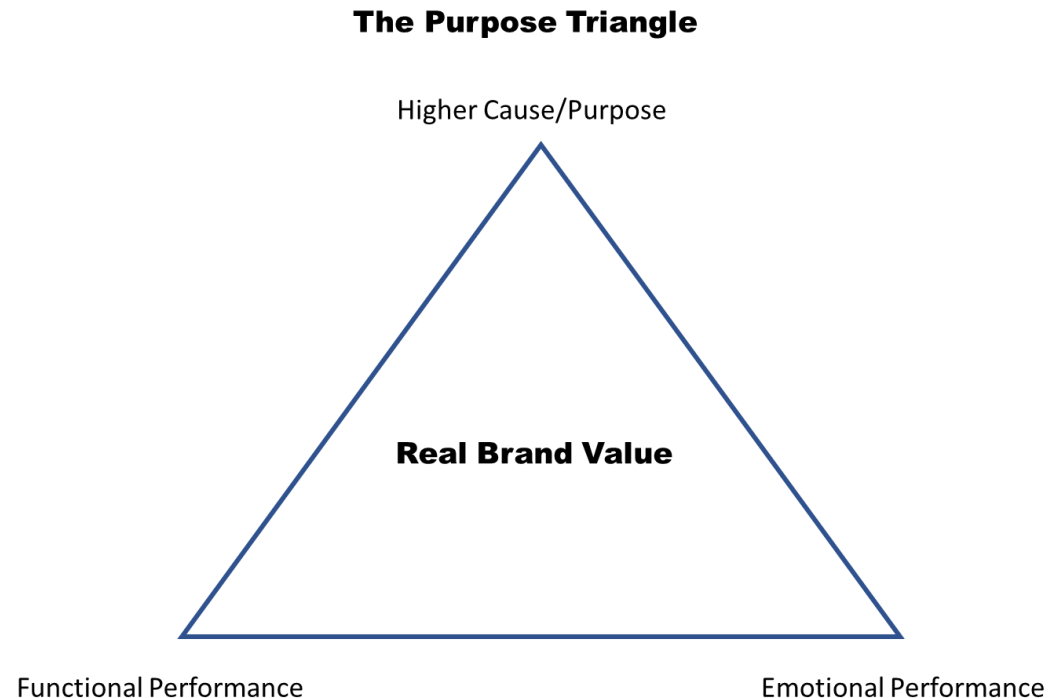 The Purpose Triangle
Higher Cause/Purpose
Real Brand Value
Functional Performance
Emotional Performance